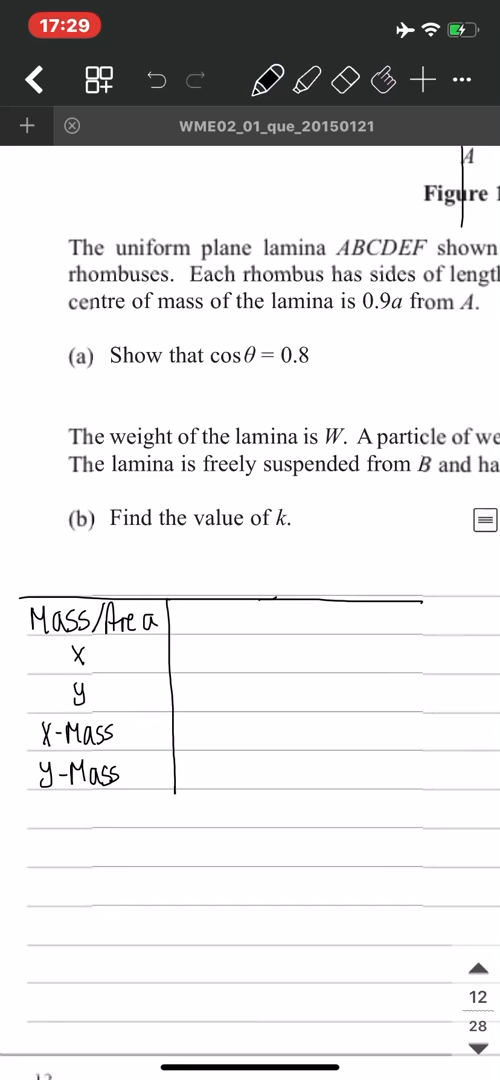 17:29
WME02_01_que_20150121
A
Figure 1
The uniform plane lamina ABCDEF shown
rhombuses. Each rhombus has sides of length
centre of mass of the lamina is 0.9a from A.
(a) Show that cosθ = 0.8
The weight of the lamina is W. A particle of we
The lamina is freely suspended from B and ha
(b) Find the value of k.
Mass/Area
x
y
X-Mass
y-Mass
12
28